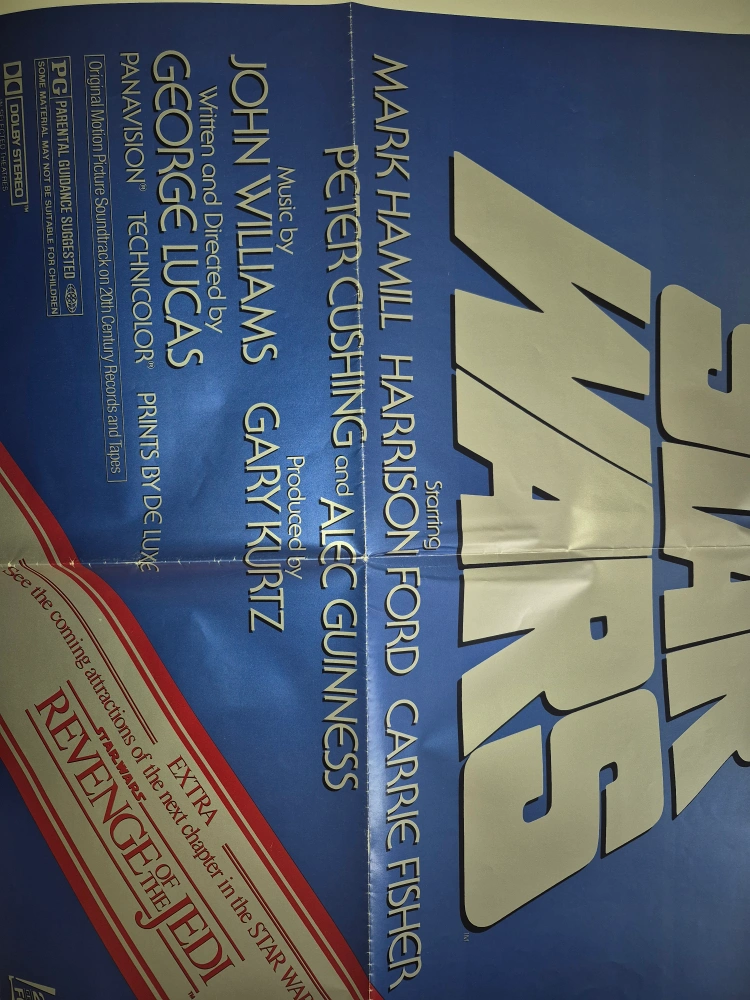 STAR
WARS
TM
Starring
MARK HAMILL HARRISON FORD CARRIE FISHER
PETER CUSHING and ALEC GUINNESS
Music by
JOHN WILLIAMS
Produced by
GARY KURTZ
Written and Directed by
GEORGE LUCAS
PANAVISION® TECHNICOLOR® PRINTS BY DE LUXE
Original Motion Picture Soundtrack on 20th Century Records and Tapes
PG PARENTAL GUIDANCE SUGGESTED
SOME MATERIAL MAY NOT BE SUITABLE FOR CHILDREN
DOLBY STEREO TM
EXTRA
See the coming attractions of the next chapter in the STAR WAR
STAR WARS
REVENGE OF THE JEDI
TM